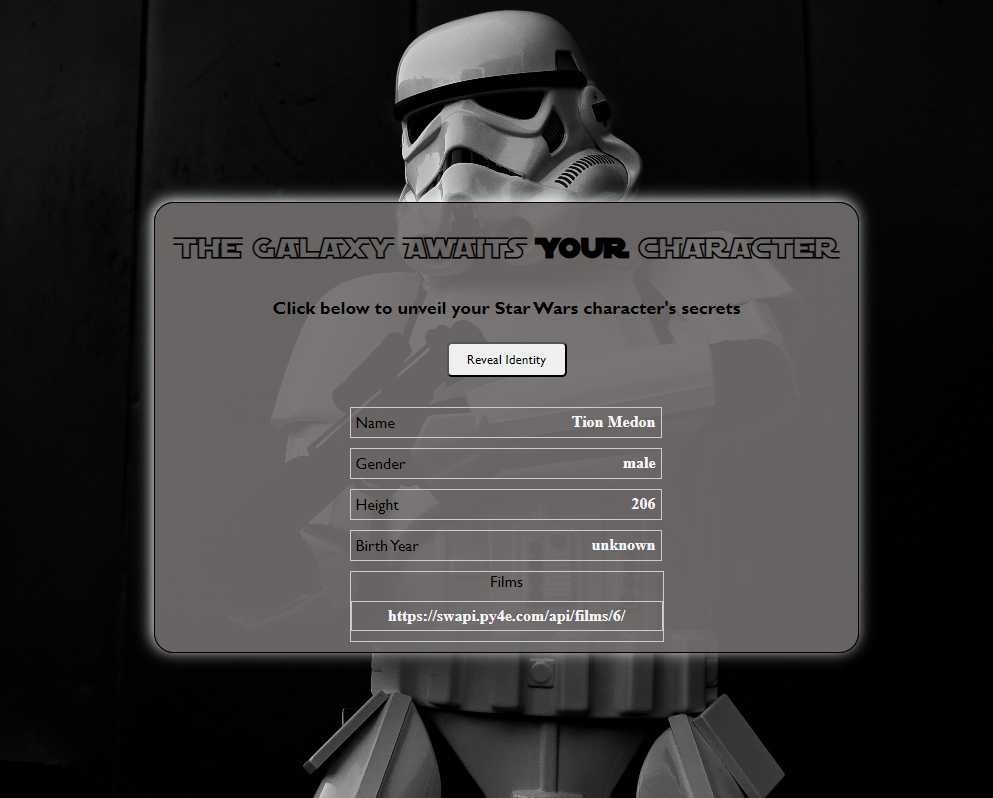 THE GALAXY AWAITS YOUR CHARACTER
Click below to unveil your Star Wars character's secrets
Reveal Identity
Name Tion Medon
Gender male
Height 206
Birth Year unknown
Films
https://swapi.py4e.com/api/films/6/